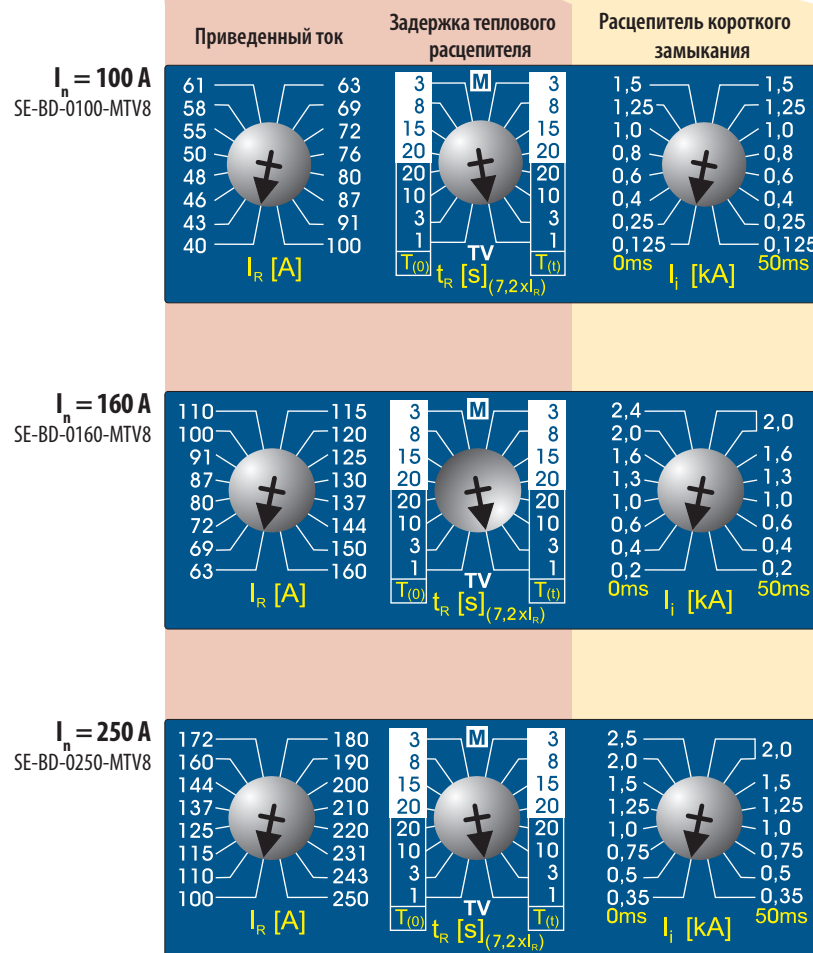 Приведенный ток
Задержка теплового расцепителя
Расцепитель короткого замыкания
In = 100 A
SE-BD-0100-MTV8
61 63
58 69
55 72
50 76
48 80
46 87
43 91
40 100
IR [A]
3 M 3
8 8
15 15
20 20
20 20
10 10
3 3
1 1
T(0) TV T(t)
tR [s](7,2xIR)
1,5 1,5
1,25 1,25
1,0 1,0
0,8 0,8
0,6 0,6
0,4 0,4
0,25 0,25
0,125 0,125
0ms 50ms
Ii [kA]
In = 160 A
SE-BD-0160-MTV8
110 115
100 120
91 125
87 130
80 137
72 144
69 150
63 160
IR [A]
3 M 3
8 8
15 15
20 20
20 20
10 10
3 3
1 1
T(0) TV T(t)
tR [s](7,2xIR)
2,4
2,0 2,0
1,6 1,6
1,3 1,3
1,0 1,0
0,6 0,6
0,4 0,4
0,2 0,2
0ms 50ms
Ii [kA]
In = 250 A
SE-BD-0250-MTV8
172 180
160 190
144 200
137 210
125 220
115 231
110 243
100 250
IR [A]
3 M 3
8 8
15 15
20 20
20 20
10 10
3 3
1 1
T(0) TV T(t)
tR [s](7,2xIR)
2,5
2,0 2,0
1,5 1,5
1,25 1,25
1,0 1,0
0,75 0,75
0,5 0,5
0,35 0,35
0ms 50ms
Ii [kA]